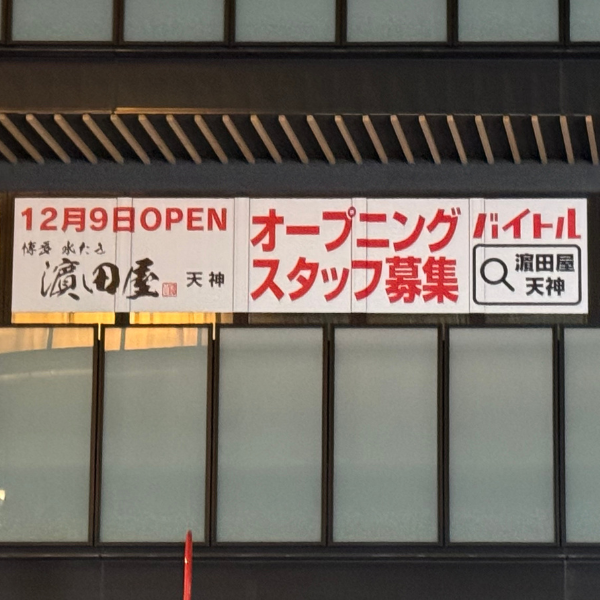 12月9日OPEN
博多 水たき
濵田屋 天神
オープニング
スタッフ募集
バイトル
濵田屋
天神